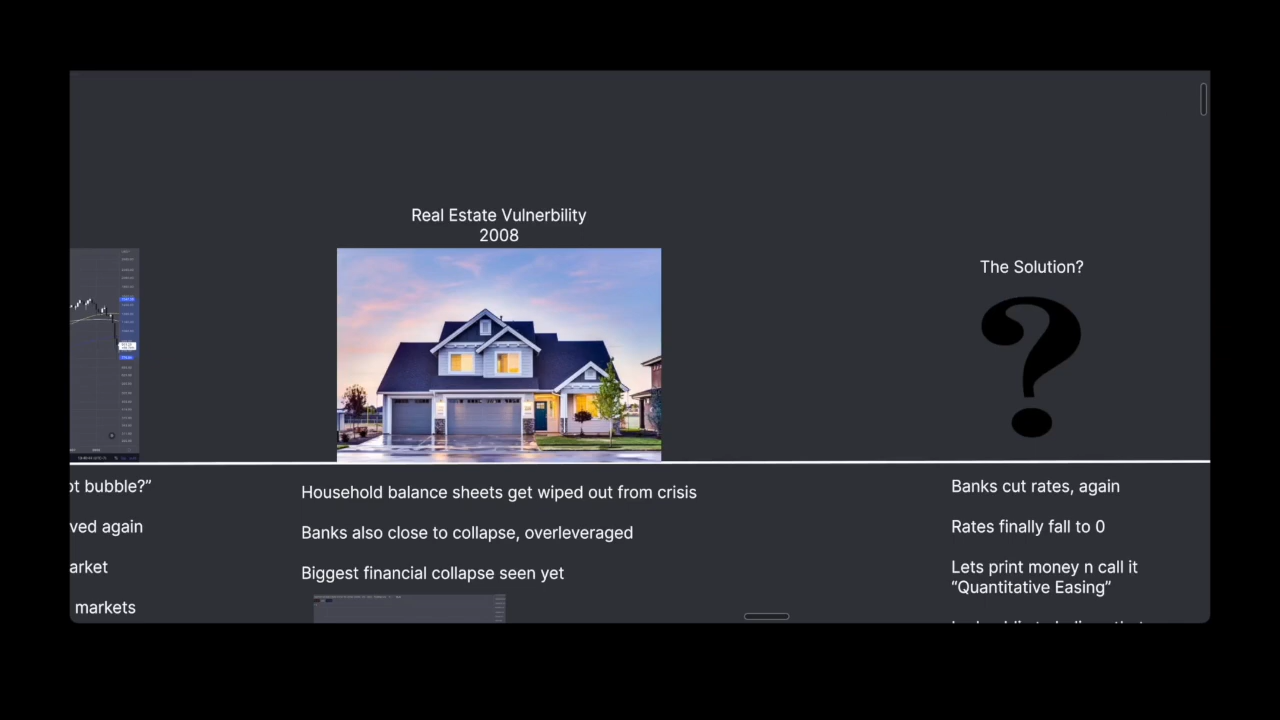 Real Estate Vulnerbility
2008
The Solution?
ot bubble?”
ved again
arket
markets
Household balance sheets get wiped out from crisis
Banks also close to collapse, overleveraged
Biggest financial collapse seen yet
Banks cut rates, again
Rates finally fall to 0
Lets print money n call it
“Quantitative Easing”